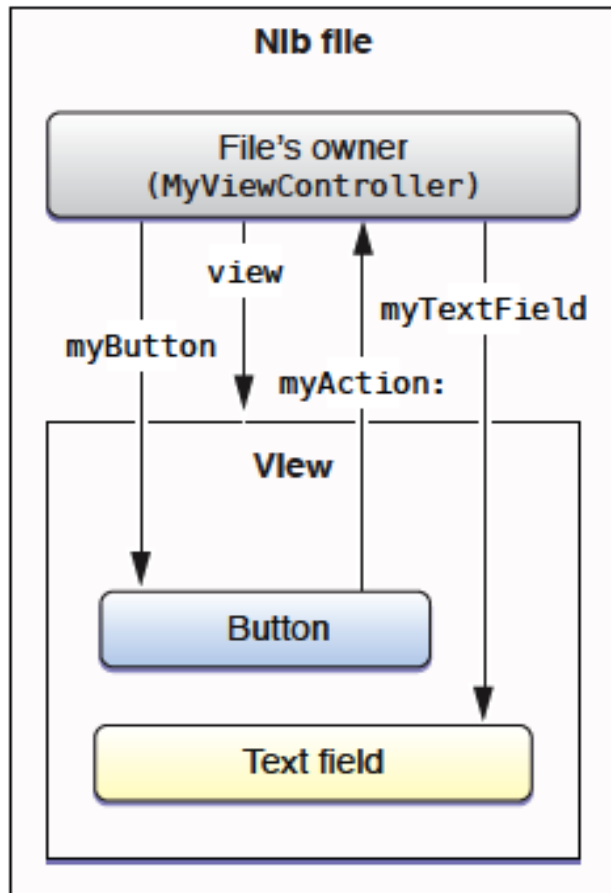 Nib file
File's owner
(MyViewController)
view
myTextField
myButton
myAction:
View
Button
Text field